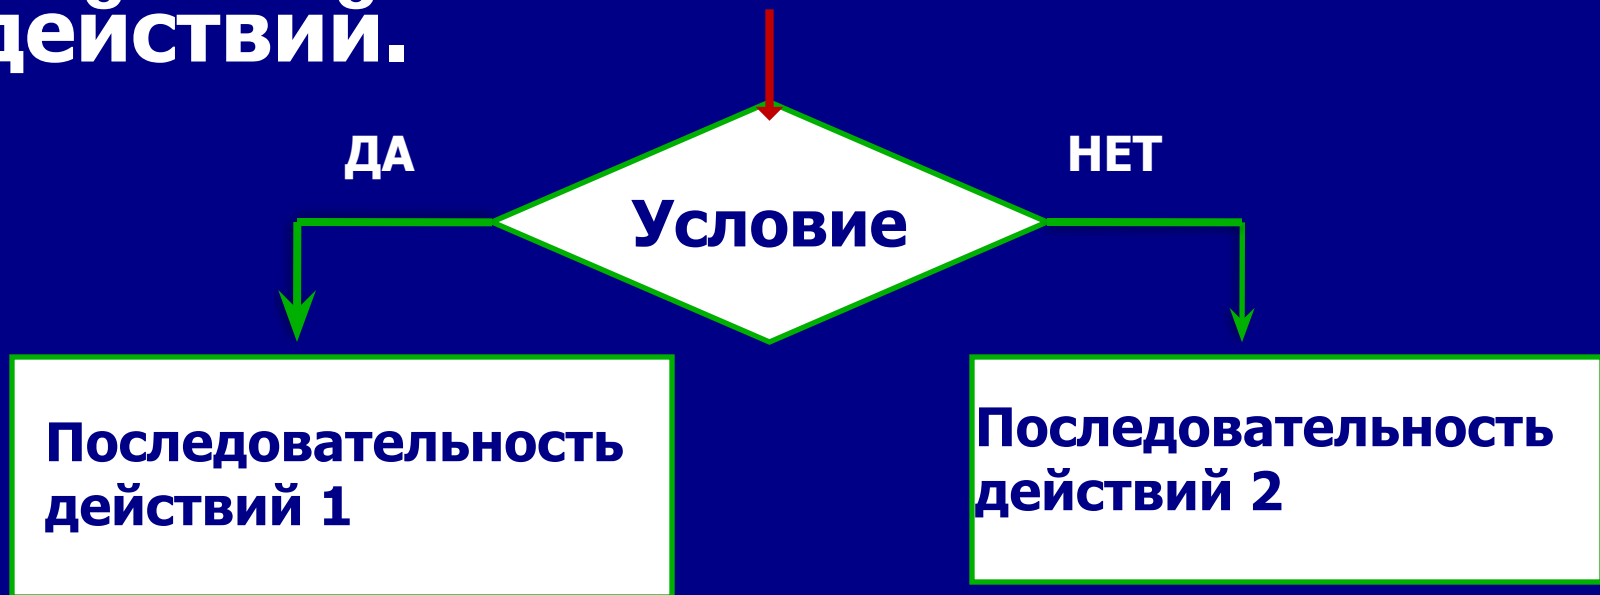 действий.
ДА
НЕТ
Условие
Последовательность
действий 1
Последовательность
действий 2